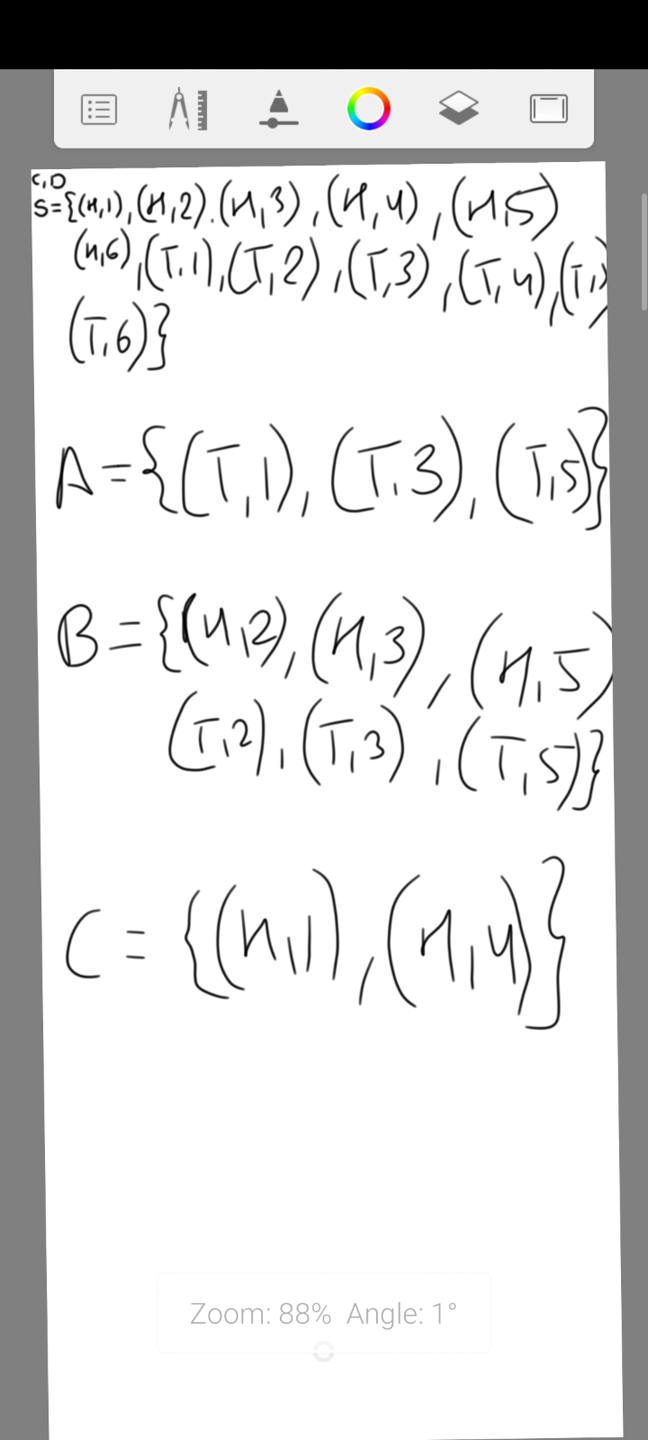 C,D
S={(H,1),(H,2).(H,3),(H,4),(H,5)
(H,6),(T,1),(T,2),(T,3),(T,4),(T,
(T,6)}
A={(T,1),(T,3),(T,5)}
B={(H,2),(H,3),(H,5)
(T,2),(T,3),(T,5)}
C={(H,1),(H,4)}
Zoom: 88% Angle: 1°